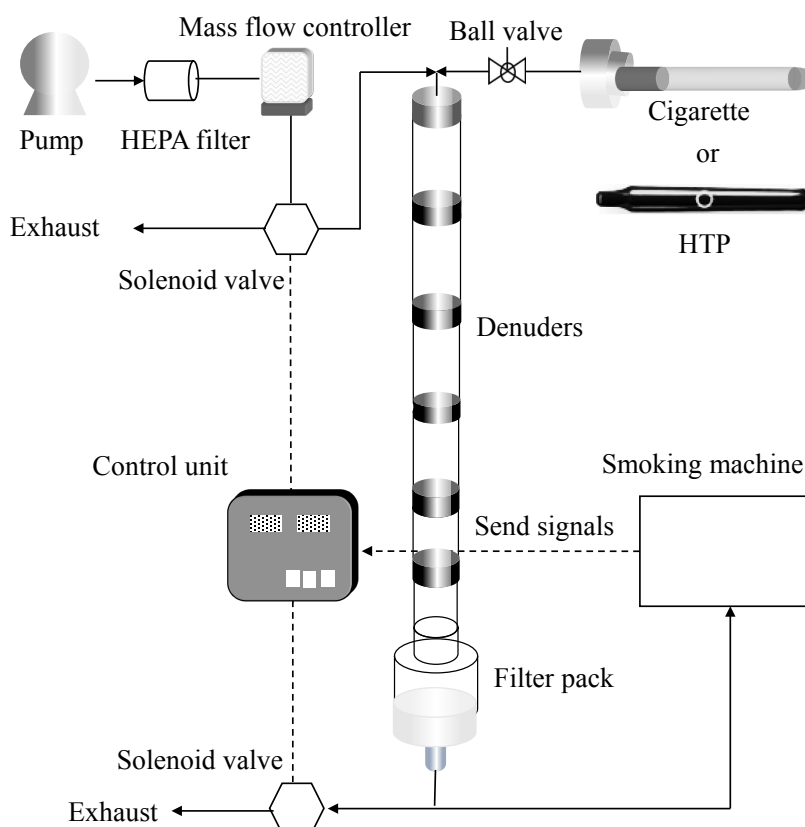 Mass flow controller
Ball valve
Pump
HEPA filter
Cigarette
or
HTP
Exhaust
Solenoid valve
Denuders
Control unit
Smoking machine
Send signals
Filter pack
Solenoid valve
Exhaust